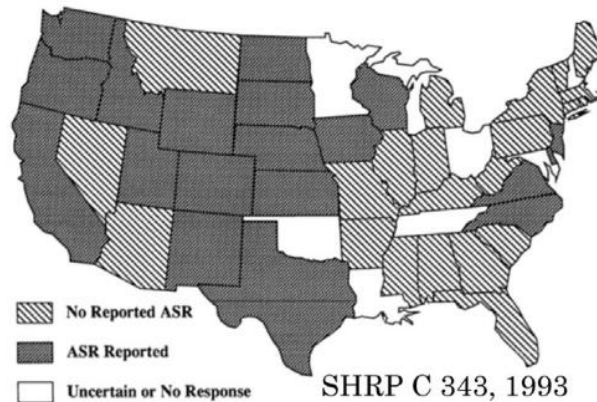 No Reported ASR
ASR Reported
Uncertain or No Response
SHRP C 343, 1993